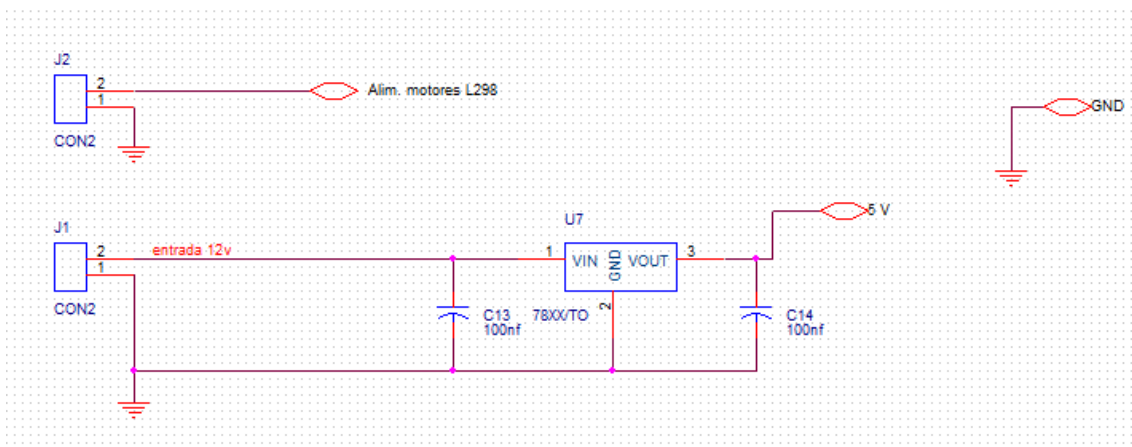 J2
2
1
CON2
Alim. motores L298
GND
5 V
J1
2
1
CON2
entrada 12v
U7
1
VIN
GND
VOUT
3
2
78XX/TO
C13
100nf
C14
100nf